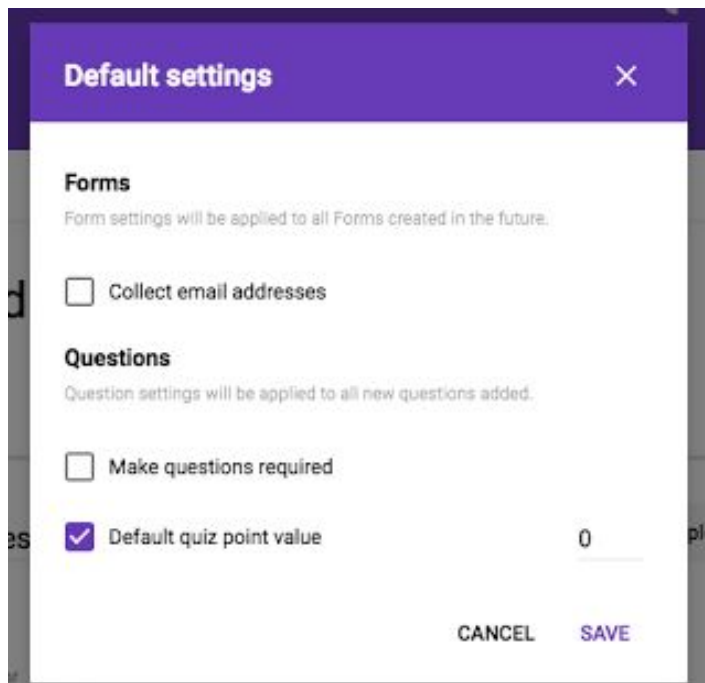 Default settings
Forms
Form settings will be applied to all Forms created in the future.
Collect email addresses
Questions
Question settings will be applied to all new questions added.
Make questions required
Default quiz point value 0
CANCEL SAVE